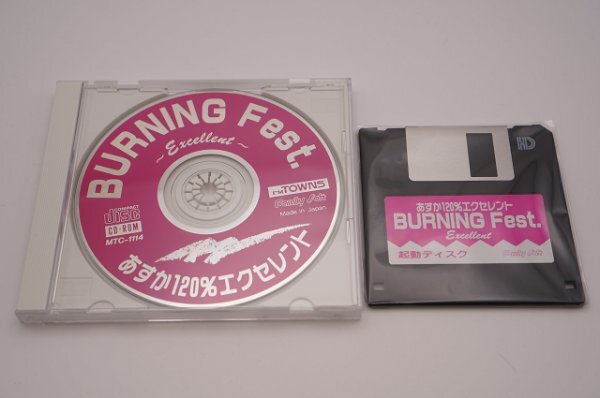 BURNING Fest.
~Excellent~
FM TOWNS
Family Soft
Made in Japan
COMPACT
disc
CD-ROM
MTC-1114
あすか120%エクセレント
HD
あすか120%エクセレント
BURNING Fest.
Excellent
起動ディスク
Family Soft